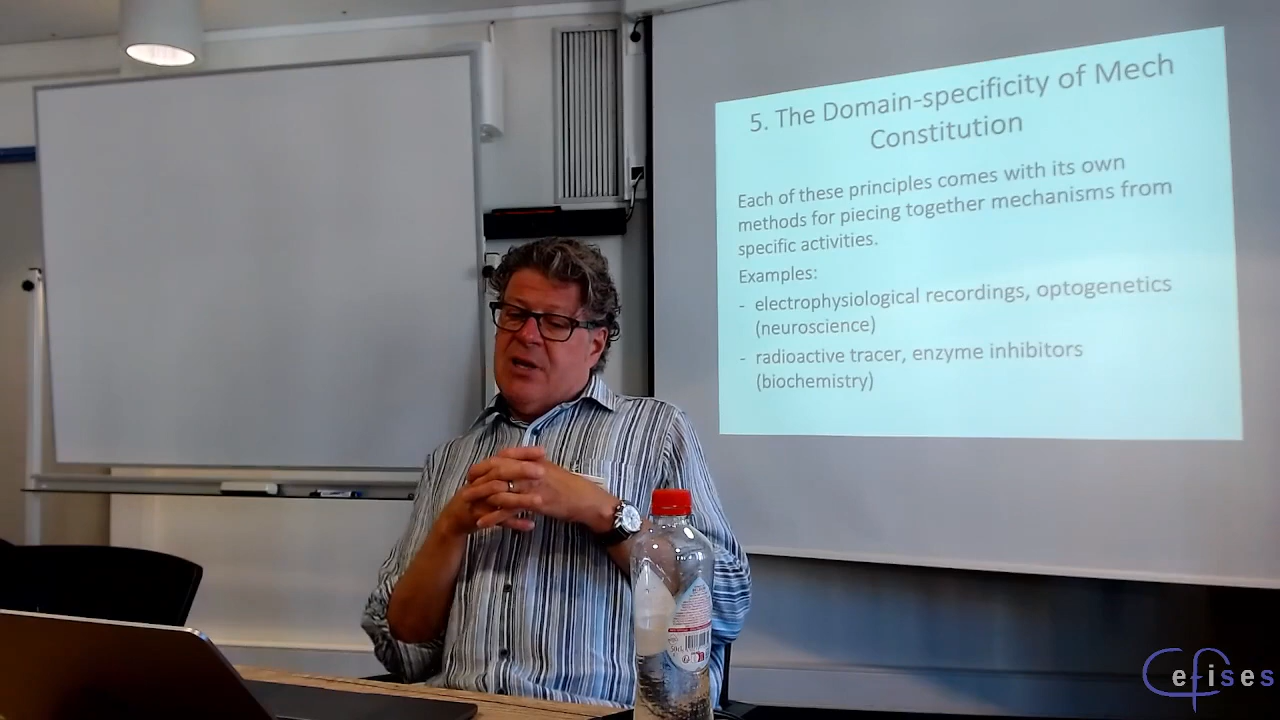 5. The Domain-specificity of Mech
Constitution
Each of these principles comes with its own
methods for piecing together mechanisms from
specific activities.
Examples:
- electrophysiological recordings, optogenetics
(neuroscience)
- radioactive tracer, enzyme inhibitors
(biochemistry)
Cefises